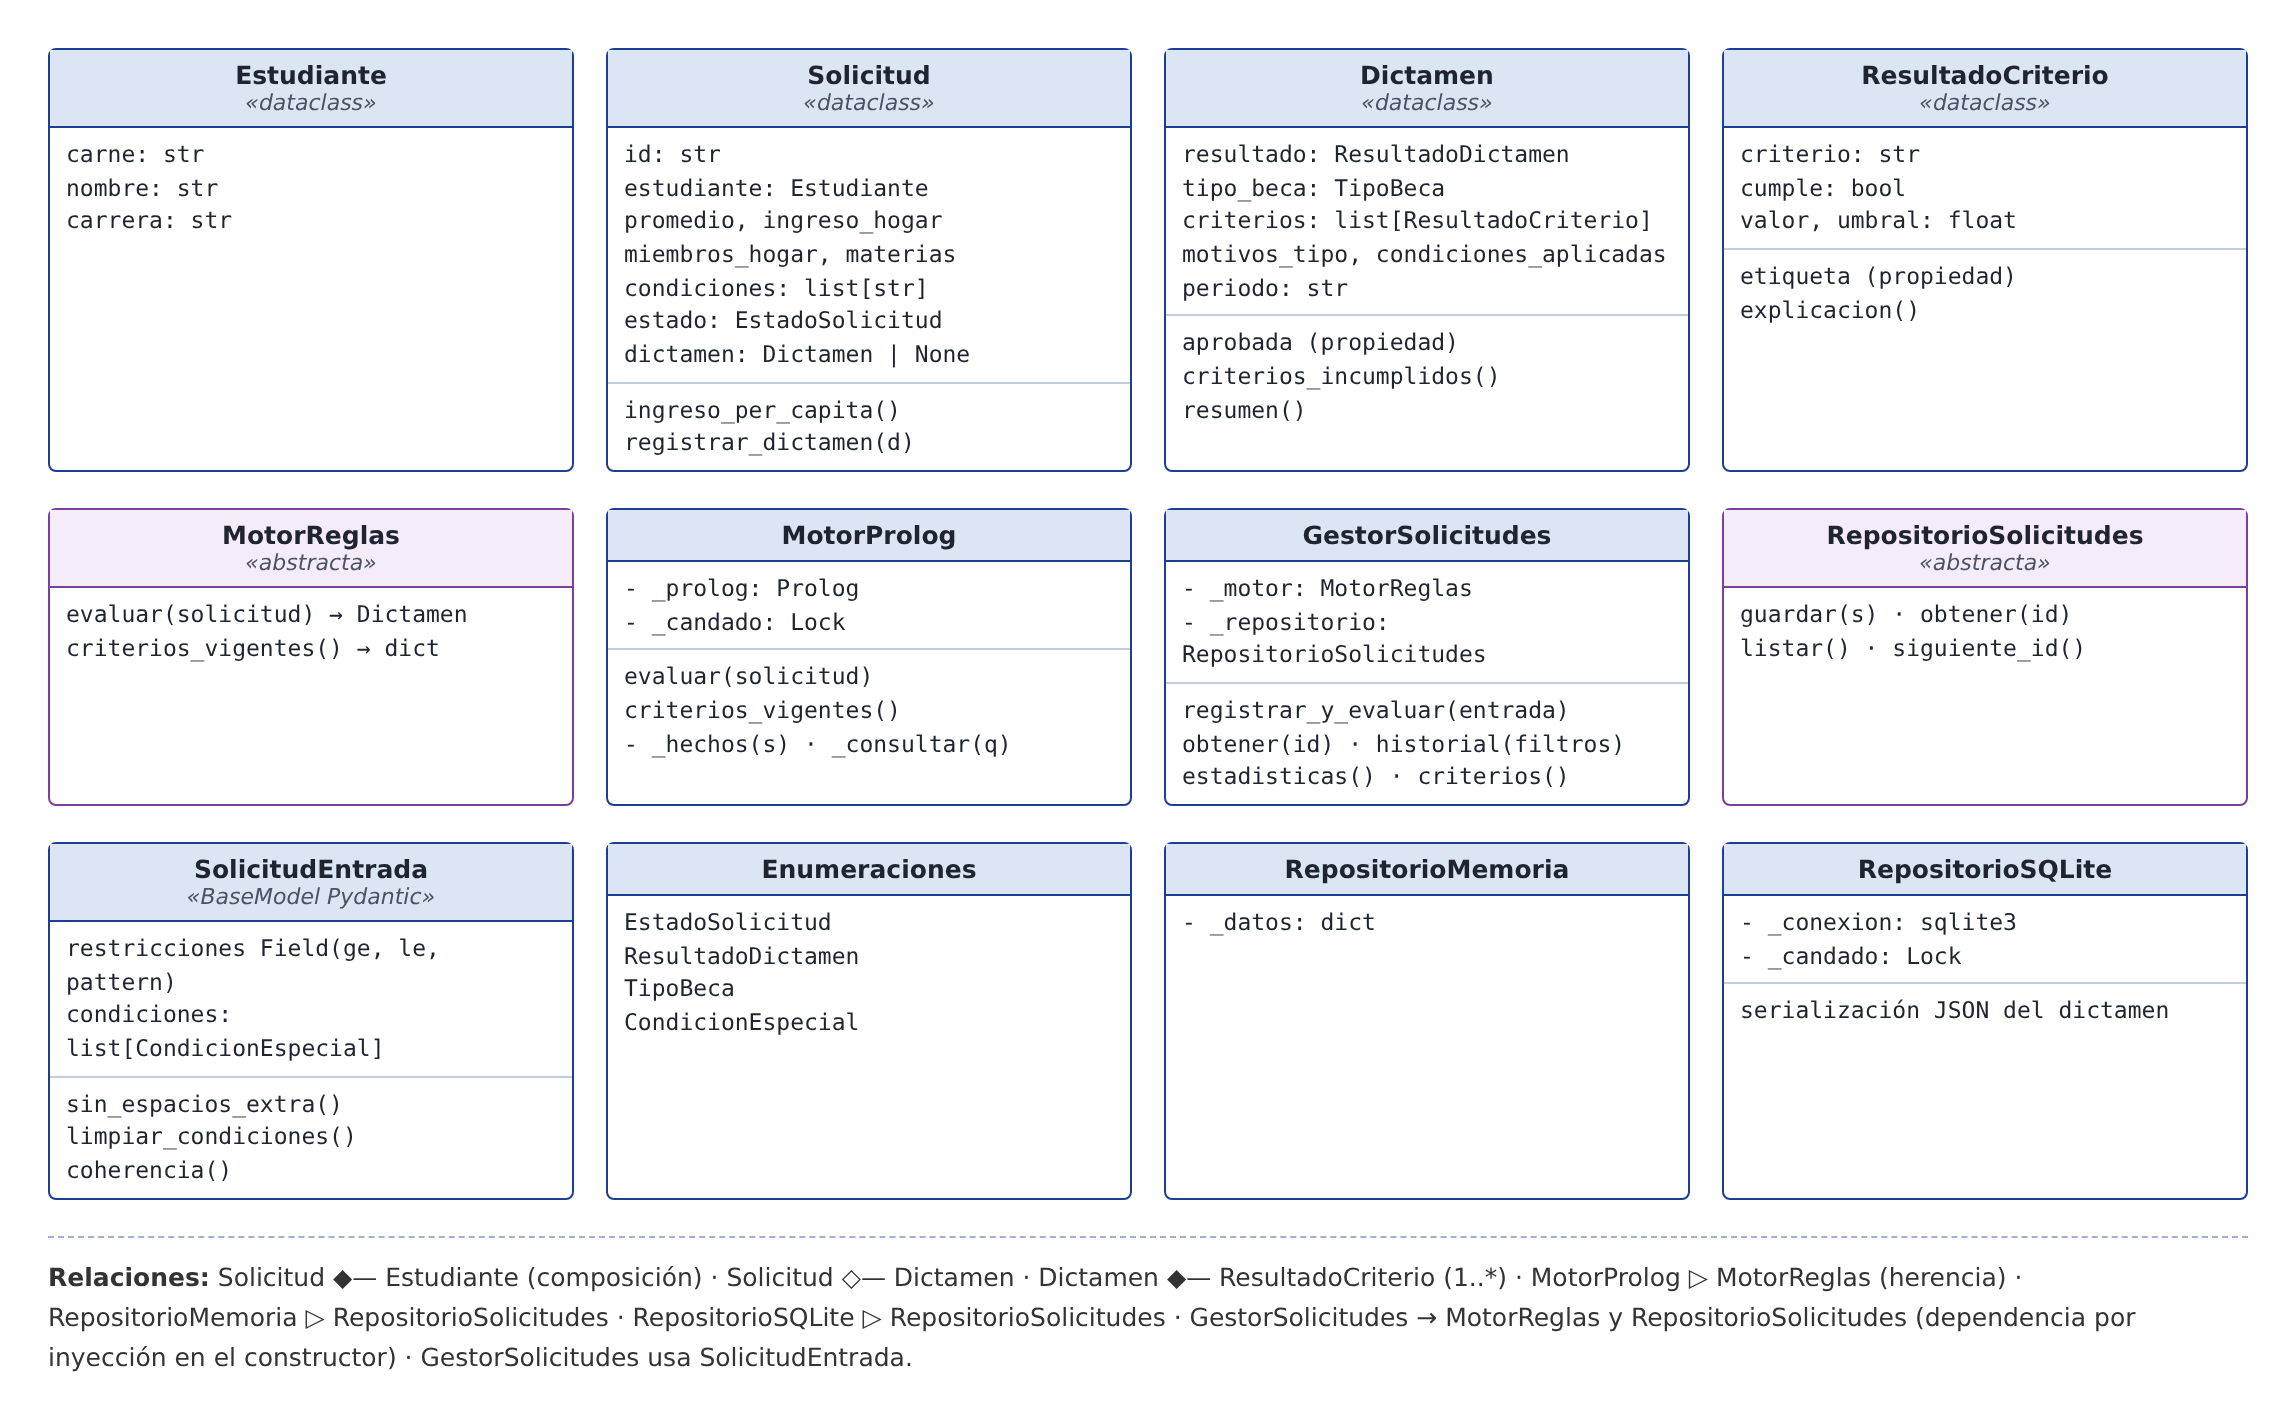 Estudiante
«dataclass»
carne: str
nombre: str
carrera: str
Solicitud
«dataclass»
id: str
estudiante: Estudiante
promedio, ingreso_hogar
miembros_hogar, materias
condiciones: list[str]
estado: EstadoSolicitud
dictamen: Dictamen | None
ingreso_per_capita()
registrar_dictamen(d)
Dictamen
«dataclass»
resultado: ResultadoDictamen
tipo_beca: TipoBeca
criterios: list[ResultadoCriterio]
motivos_tipo, condiciones_aplicadas
periodo: str
aprobada (propiedad)
criterios_incumplidos()
resumen()
ResultadoCriterio
«dataclass»
criterio: str
cumple: bool
valor, umbral: float
etiqueta (propiedad)
explicacion()
MotorReglas
«abstracta»
evaluar(solicitud) → Dictamen
criterios_vigentes() → dict
MotorProlog
- _prolog: Prolog
- _candado: Lock
evaluar(solicitud)
criterios_vigentes()
- _hechos(s) · _consultar(q)
GestorSolicitudes
- _motor: MotorReglas
- _repositorio:
RepositorioSolicitudes
registrar_y_evaluar(entrada)
obtener(id) · historial(filtros)
estadisticas() · criterios()
RepositorioSolicitudes
«abstracta»
guardar(s) · obtener(id)
listar() · siguiente_id()
SolicitudEntrada
«BaseModel Pydantic»
restricciones Field(ge, le,
pattern)
condiciones:
list[CondicionEspecial]
sin_espacios_extra()
limpiar_condiciones()
coherencia()
Enumeraciones
EstadoSolicitud
ResultadoDictamen
TipoBeca
CondicionEspecial
RepositorioMemoria
- _datos: dict
RepositorioSQLite
- _conexion: sqlite3
- _candado: Lock
serialización JSON del dictamen
Relaciones: Solicitud ◆— Estudiante (composición) · Solicitud ◇— Dictamen · Dictamen ◆— ResultadoCriterio (1..*) · MotorProlog ▷ MotorReglas (herencia) ·
RepositorioMemoria ▷ RepositorioSolicitudes · RepositorioSQLite ▷ RepositorioSolicitudes · GestorSolicitudes → MotorReglas y RepositorioSolicitudes (dependencia por
inyección en el constructor) · GestorSolicitudes usa SolicitudEntrada.